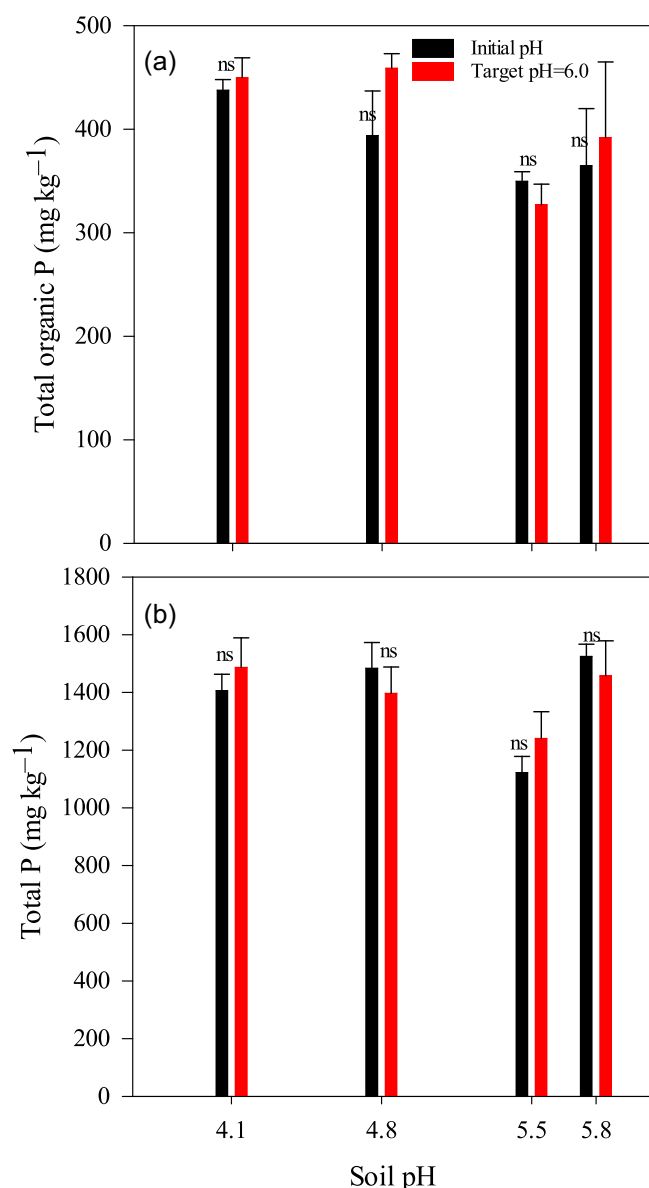 500
(a)
Initial pH
Target pH=6.0
ns
ns
ns
ns
400
300
200
100
0
Total organic P (mg kg⁻¹)
1800
(b)
1600
ns
ns
ns
ns
1400
1200
1000
800
600
400
200
0
Total P (mg kg⁻¹)
4.1 4.8 5.5 5.8
Soil pH